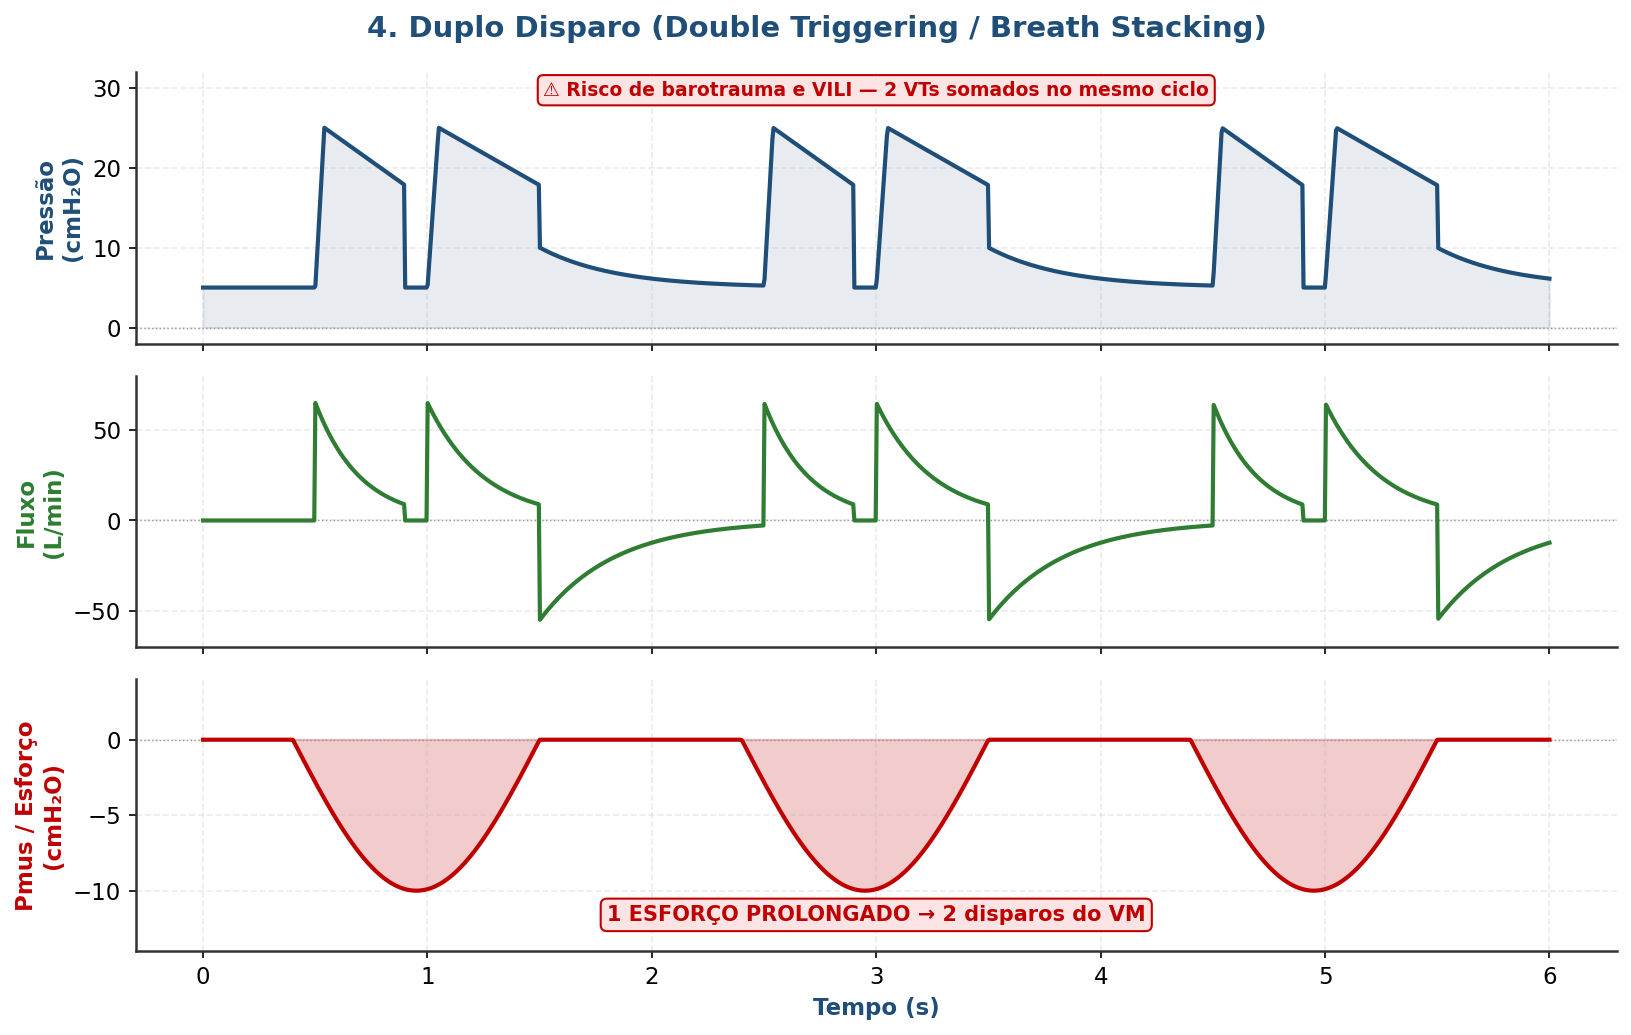 4. Duplo Disparo (Double Triggering / Breath Stacking)
⚠ Risco de barotrauma e VILI — 2 VTs somados no mesmo ciclo
Pressão
(cmH₂O)
30
20
10
0
Fluxo
(L/min)
50
0
−50
Pmus / Esforço
(cmH₂O)
0
−5
−10
1 ESFORÇO PROLONGADO → 2 disparos do VM
0 1 2 3 4 5 6
Tempo (s)